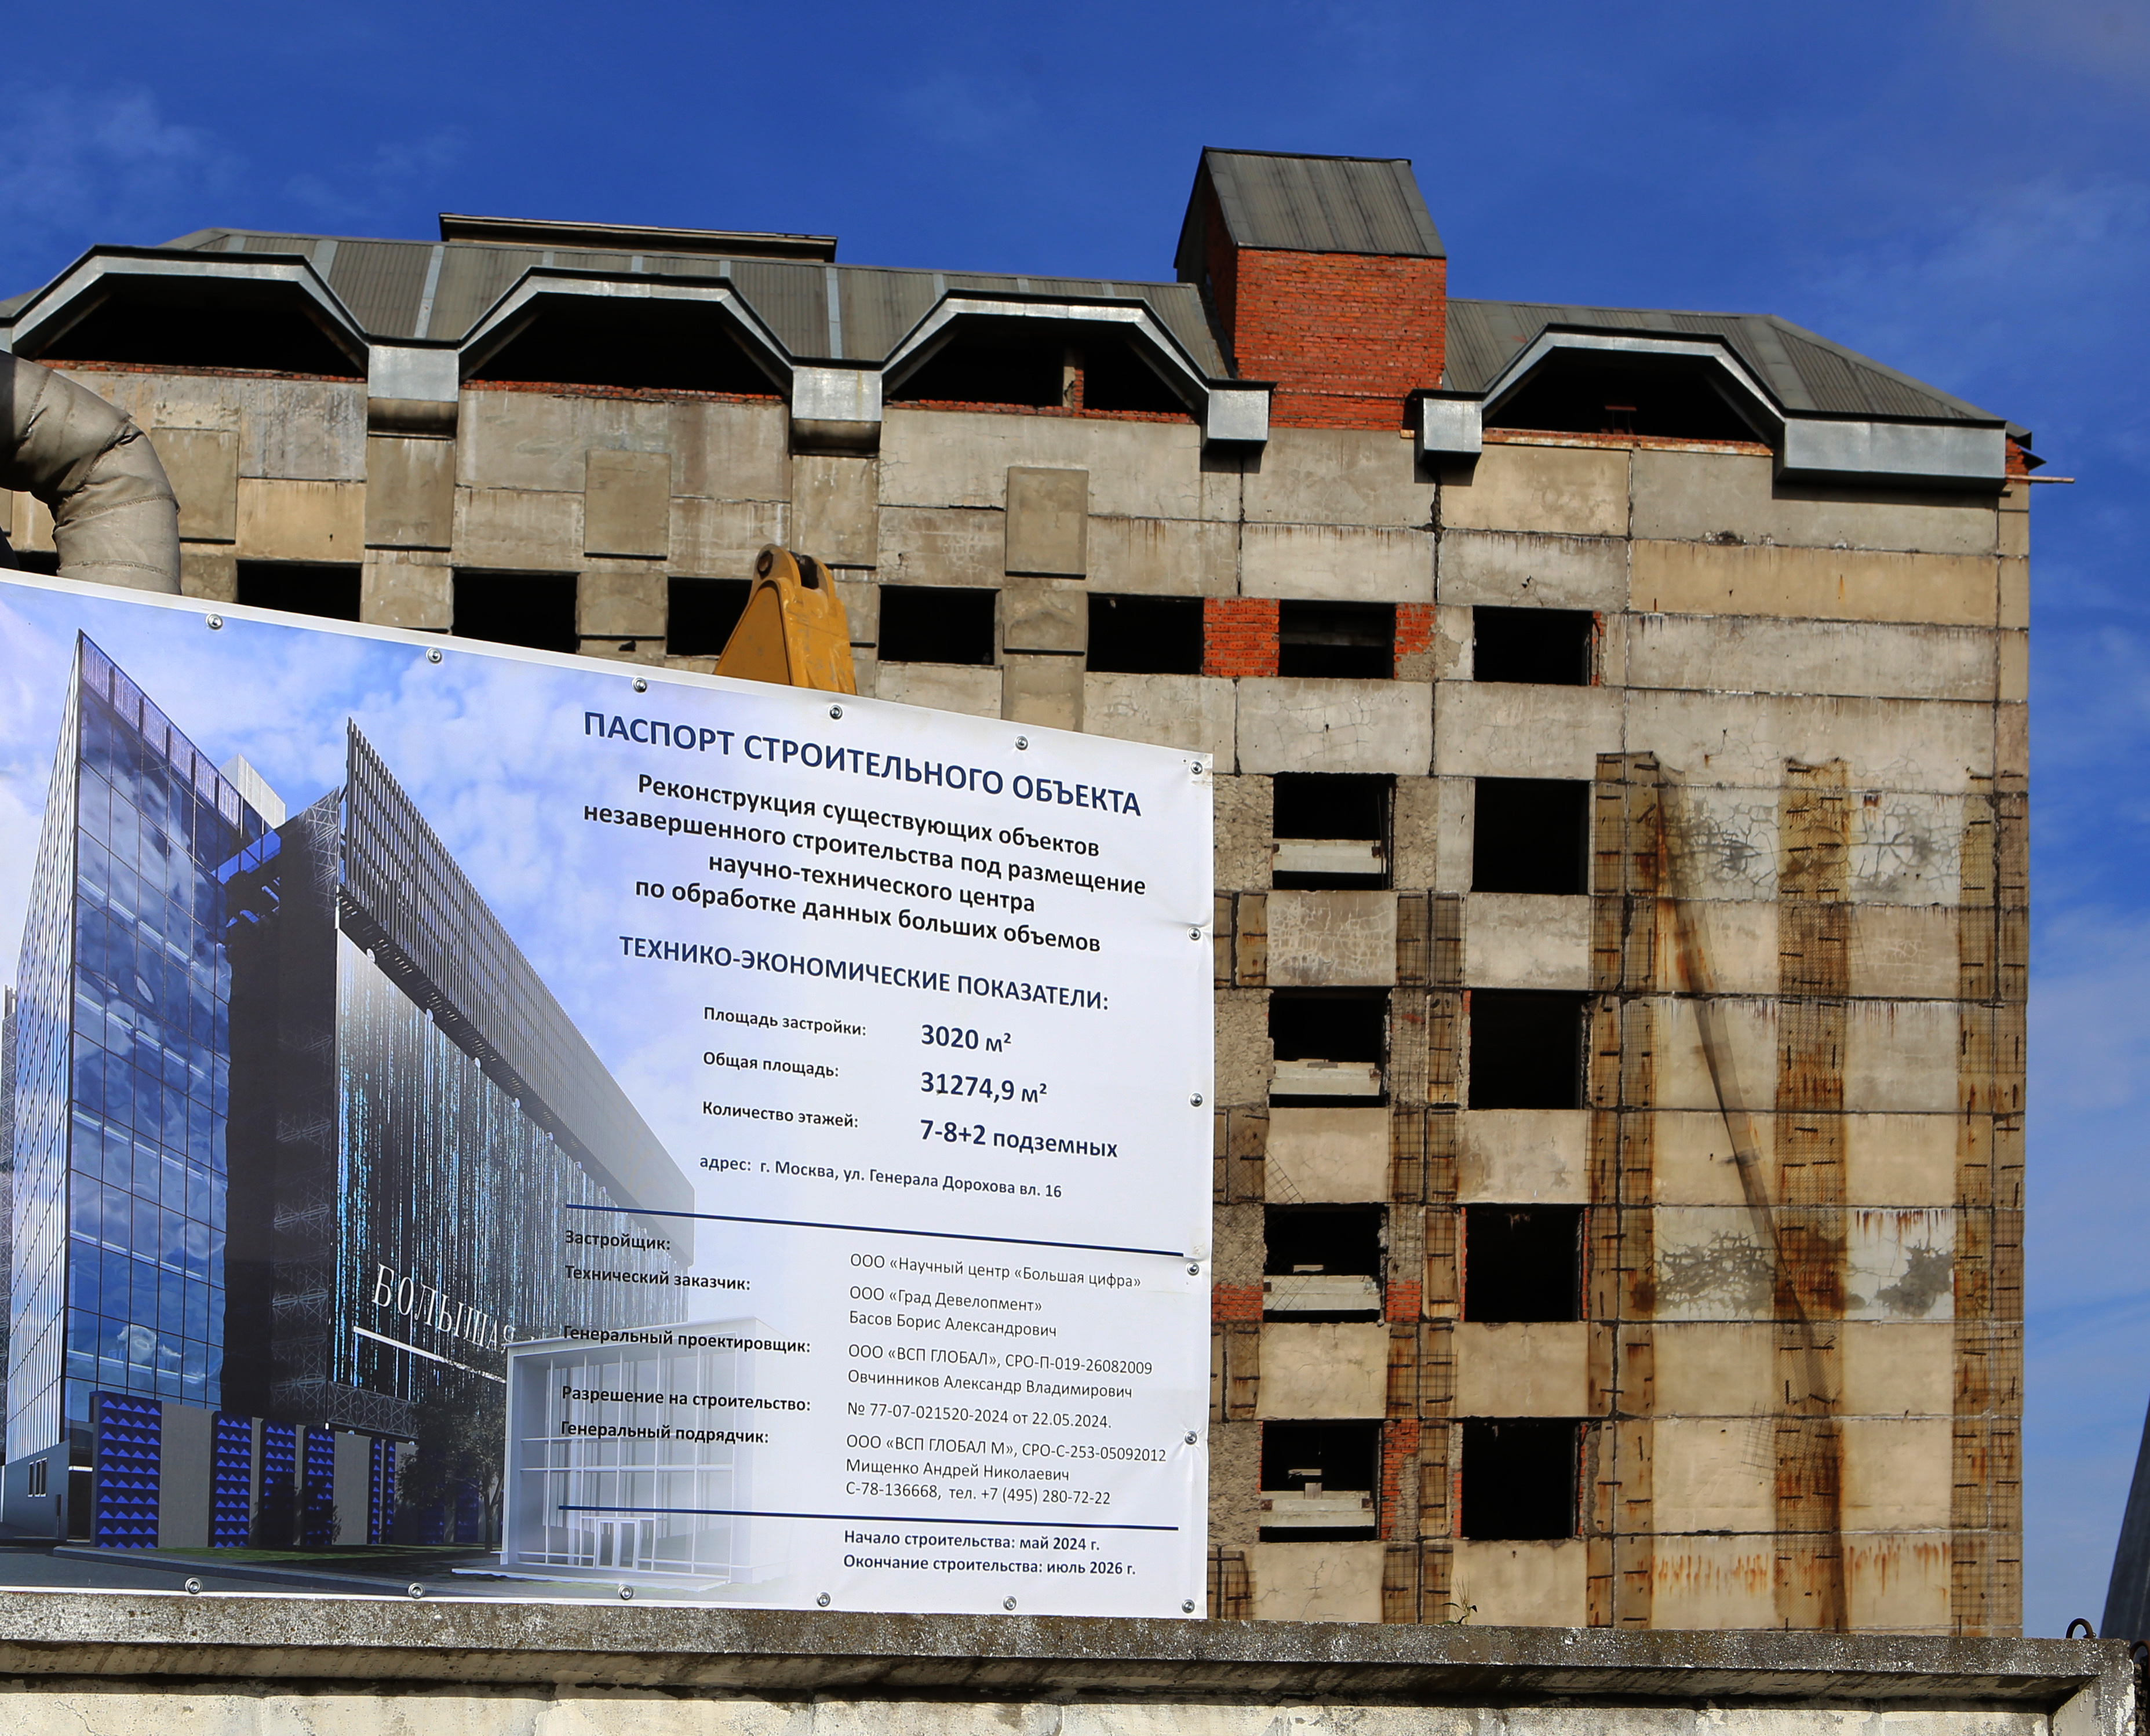 ПАСПОРТ СТРОИТЕЛЬНОГО ОБЪЕКТА
Реконструкция существующих объектов
незавершенного строительства под размещение
научно-технического центра
по обработке данных больших объемов
ТЕХНИКО-ЭКОНОМИЧЕСКИЕ ПОКАЗАТЕЛИ:
Площадь застройки: 3020 м²
Общая площадь: 31274,9 м²
Количество этажей: 7-8+2 подземных
адрес: г. Москва, ул. Генерала Дорохова вл. 16
БОЛЬШАЯ
Застройщик: ООО «Научный центр «Большая цифра»
Технический заказчик: ООО «Град Девелопмент»
Басов Борис Александрович
Генеральный проектировщик: ООО «ВСП ГЛОБАЛ», СРО-П-019-26082009
Овчинников Александр Владимирович
Разрешение на строительство: № 77-07-021520-2024 от 22.05.2024.
Генеральный подрядчик: ООО «ВСП ГЛОБАЛ М», СРО-С-253-05092012
Мищенко Андрей Николаевич
С-78-136668, тел. +7 (495) 280-72-22
Начало строительства: май 2024 г.
Окончание строительства: июль 2026 г.